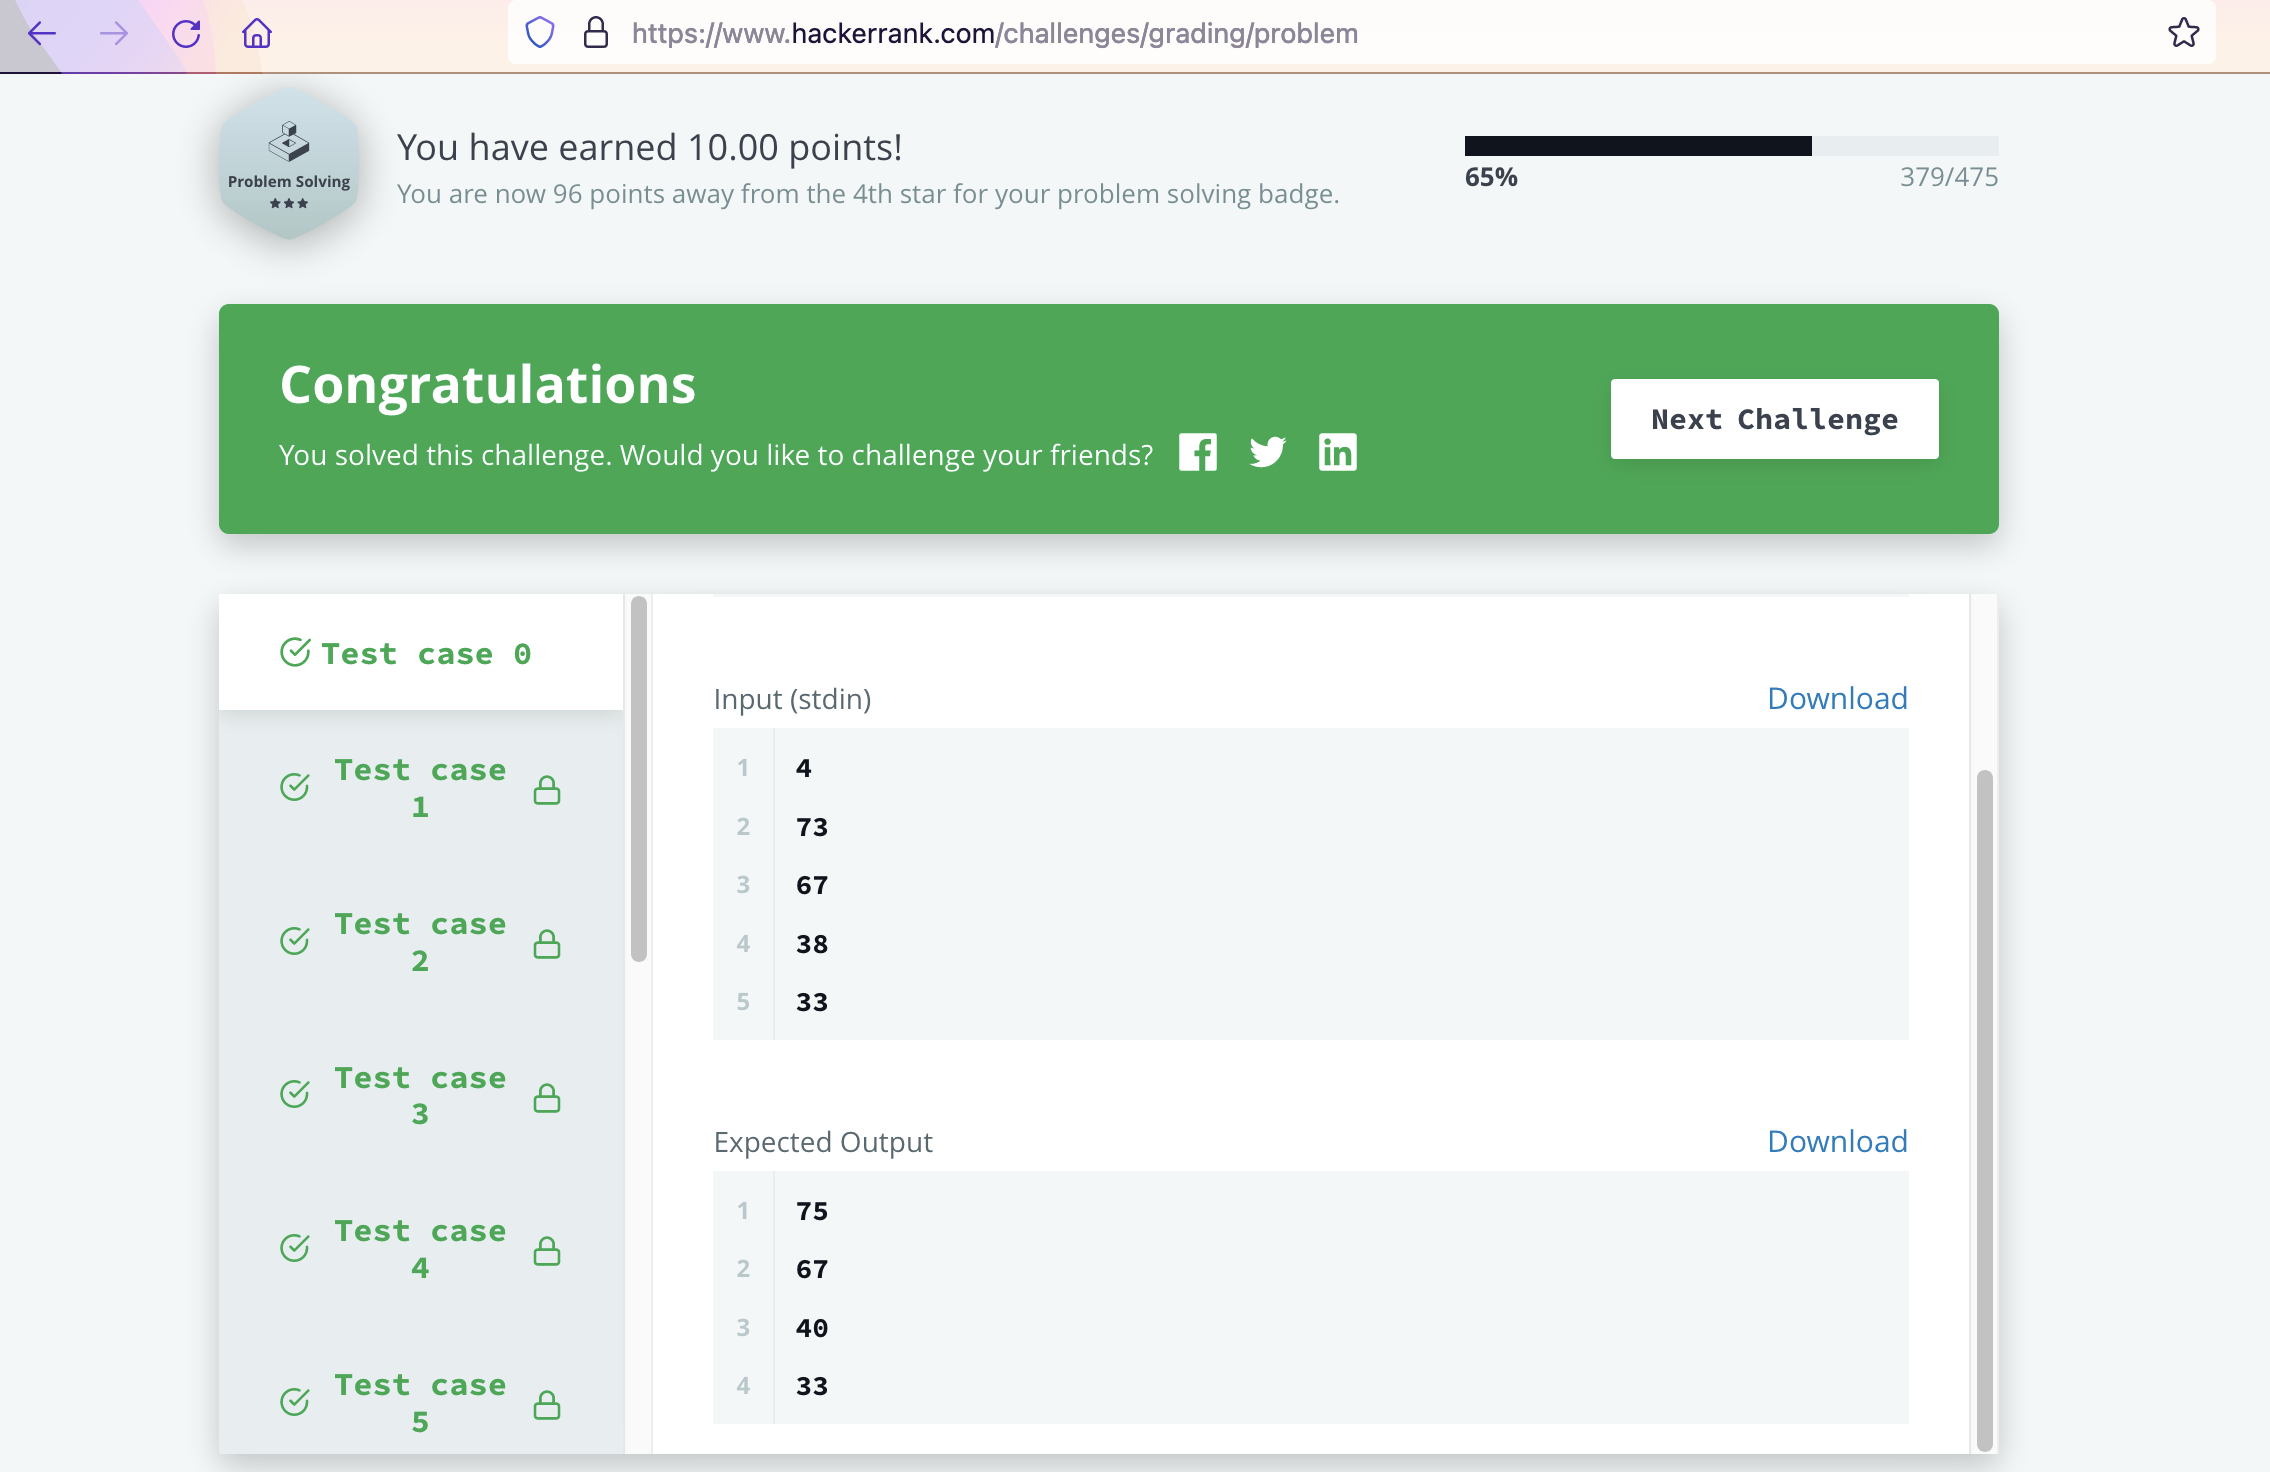 https://www.hackerrank.com/challenges/grading/problem
Problem Solving
You have earned 10.00 points!
You are now 96 points away from the 4th star for your problem solving badge.
65%
379/475
Congratulations
You solved this challenge. Would you like to challenge your friends?
Next Challenge
Test case 0
Test case
1
Test case
2
Test case
3
Test case
4
Test case
5
Input (stdin)
Download
1 4
2 73
3 67
4 38
5 33
Expected Output
Download
1 75
2 67
3 40
4 33